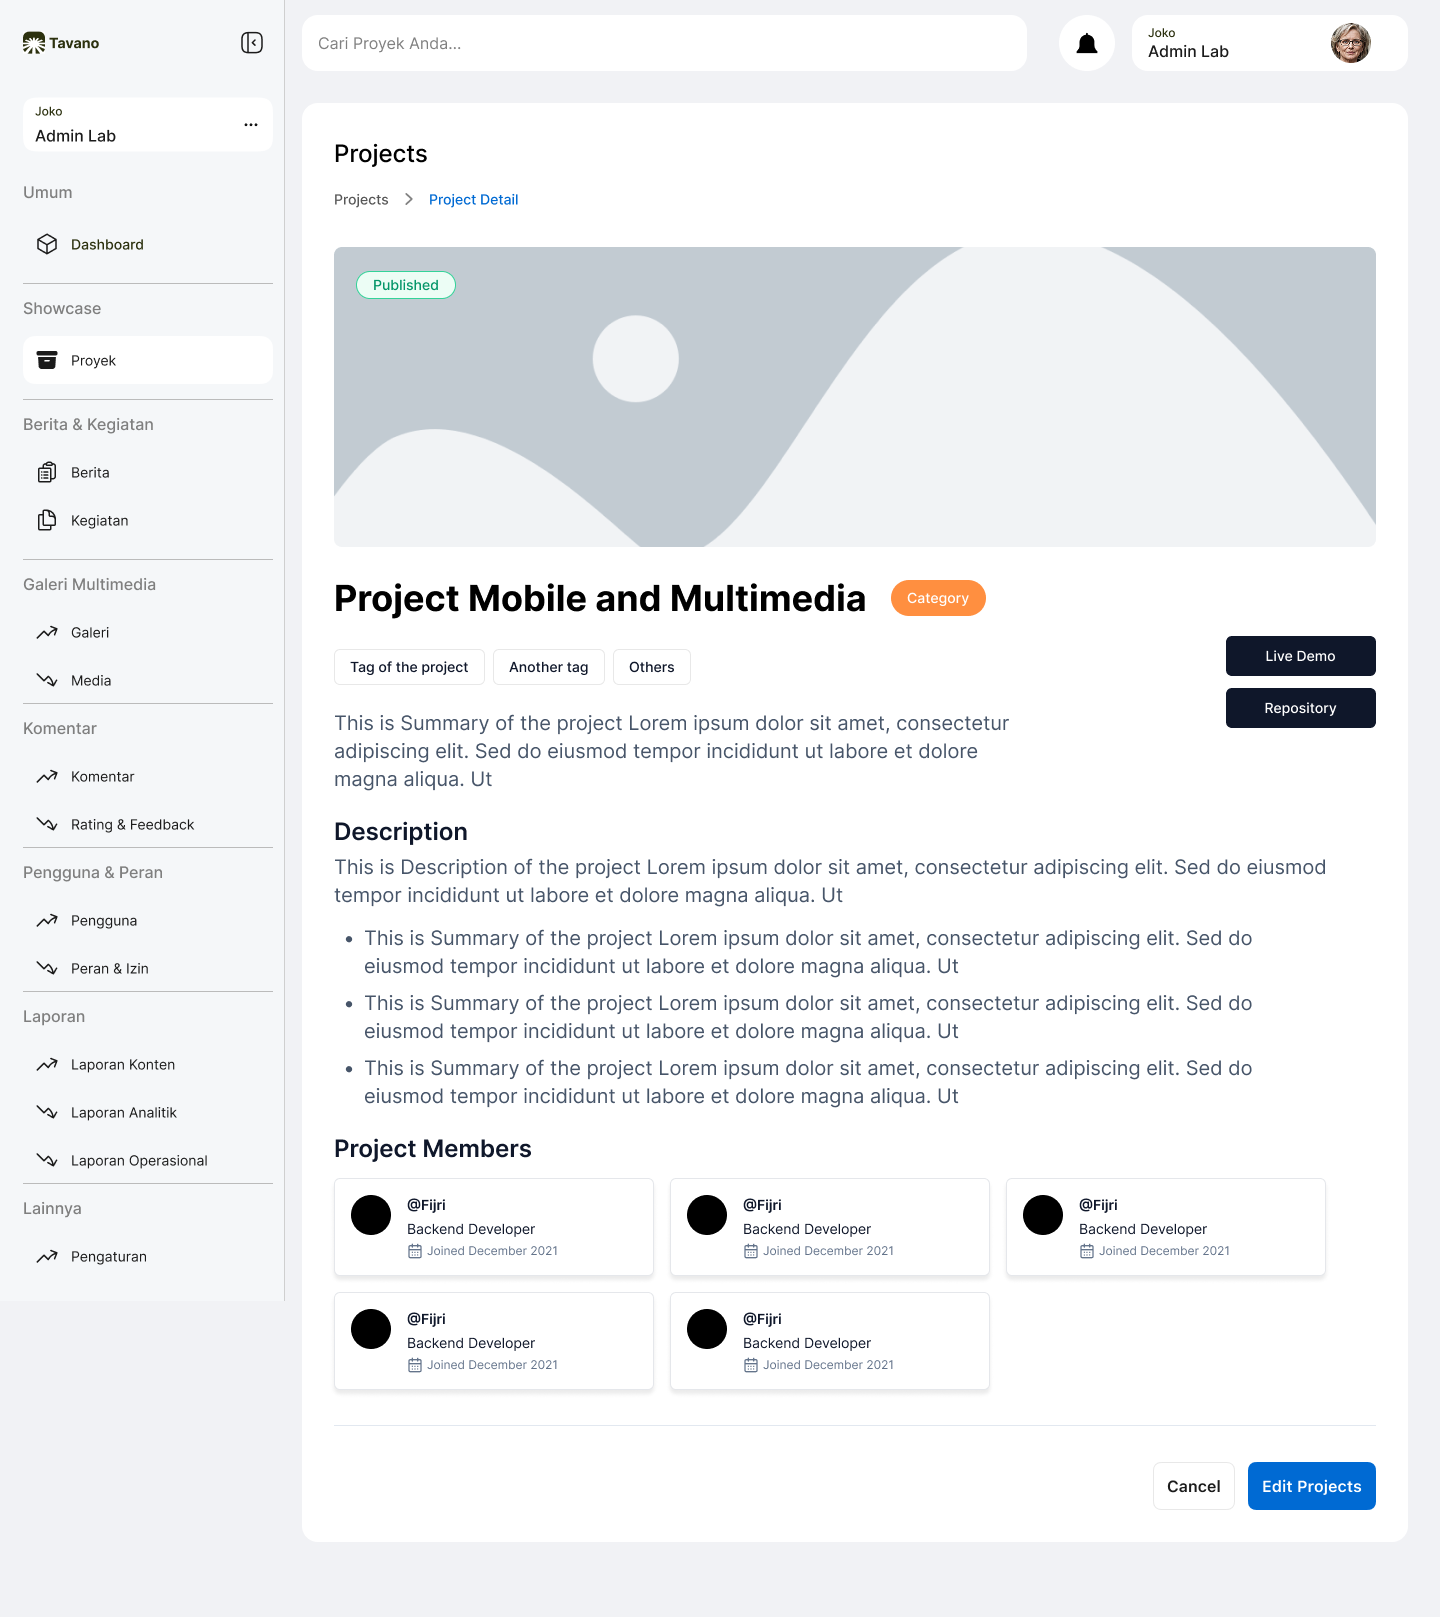 Tavano
Joko
Admin Lab
Umum
Dashboard
Showcase
Proyek
Berita & Kegiatan
Berita
Kegiatan
Galeri Multimedia
Galeri
Media
Komentar
Komentar
Rating & Feedback
Pengguna & Peran
Pengguna
Peran & Izin
Laporan
Laporan Konten
Laporan Analitik
Laporan Operasional
Lainnya
Pengaturan
Cari Proyek Anda...
Joko
Admin Lab
Projects
Projects > Project Detail
Published
Project Mobile and Multimedia
Category
Tag of the project
Another tag
Others
Live Demo
Repository
This is Summary of the project Lorem ipsum dolor sit amet, consectetur
adipiscing elit. Sed do eiusmod tempor incididunt ut labore et dolore
magna aliqua. Ut
Description
This is Description of the project Lorem ipsum dolor sit amet, consectetur adipiscing elit. Sed do eiusmod
tempor incididunt ut labore et dolore magna aliqua. Ut
• This is Summary of the project Lorem ipsum dolor sit amet, consectetur adipiscing elit. Sed do
eiusmod tempor incididunt ut labore et dolore magna aliqua. Ut
• This is Summary of the project Lorem ipsum dolor sit amet, consectetur adipiscing elit. Sed do
eiusmod tempor incididunt ut labore et dolore magna aliqua. Ut
• This is Summary of the project Lorem ipsum dolor sit amet, consectetur adipiscing elit. Sed do
eiusmod tempor incididunt ut labore et dolore magna aliqua. Ut
Project Members
@Fijri
Backend Developer
Joined December 2021
@Fijri
Backend Developer
Joined December 2021
@Fijri
Backend Developer
Joined December 2021
@Fijri
Backend Developer
Joined December 2021
@Fijri
Backend Developer
Joined December 2021
Cancel
Edit Projects